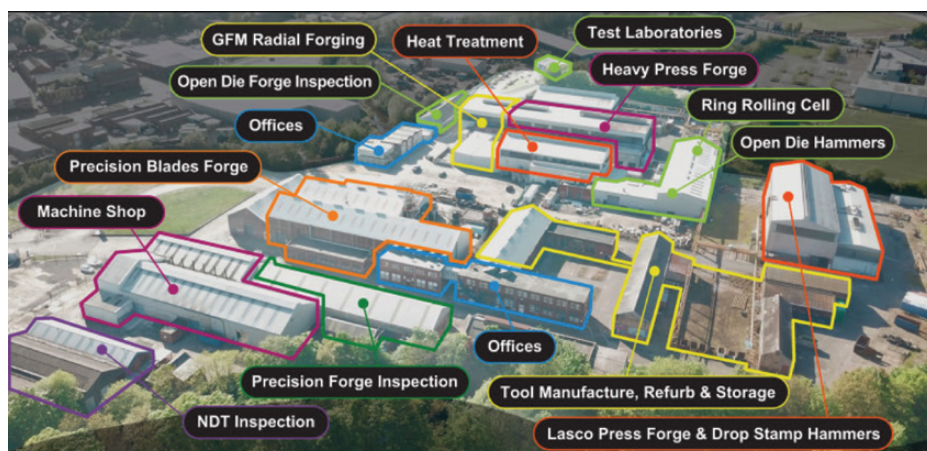 GFM Radial Forging
Heat Treatment
Test Laboratories
Open Die Forge Inspection
Heavy Press Forge
Ring Rolling Cell
Offices
Open Die Hammers
Precision Blades Forge
Machine Shop
Offices
Precision Forge Inspection
Tool Manufacture, Refurb & Storage
NDT Inspection
Lasco Press Forge & Drop Stamp Hammers